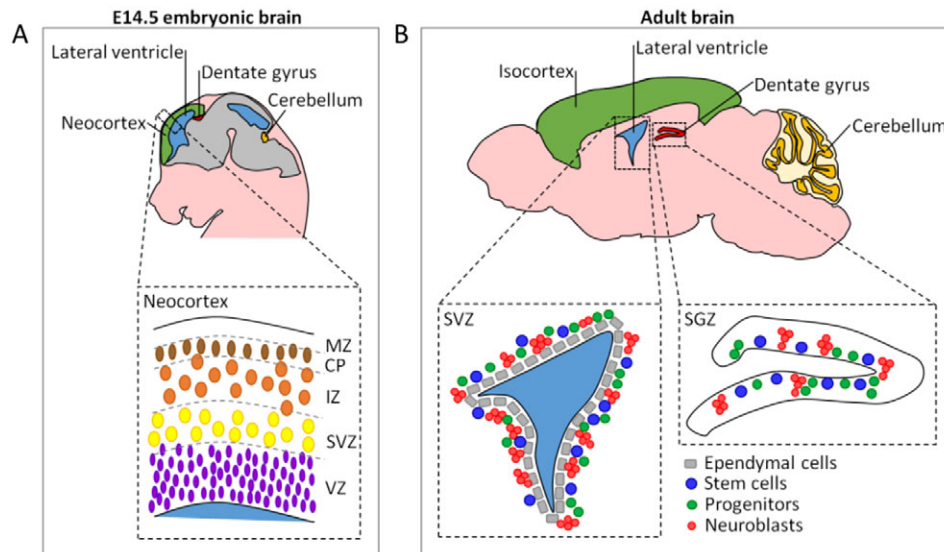 E14.5 embryonic brain
A
Lateral ventricle
Dentate gyrus
Cerebellum
Neocortex
Neocortex
MZ
CP
IZ
SVZ
VZ
Adult brain
B
Lateral ventricle
Isocortex
Dentate gyrus
Cerebellum
SVZ
SGZ
Ependymal cells
Stem cells
Progenitors
Neuroblasts